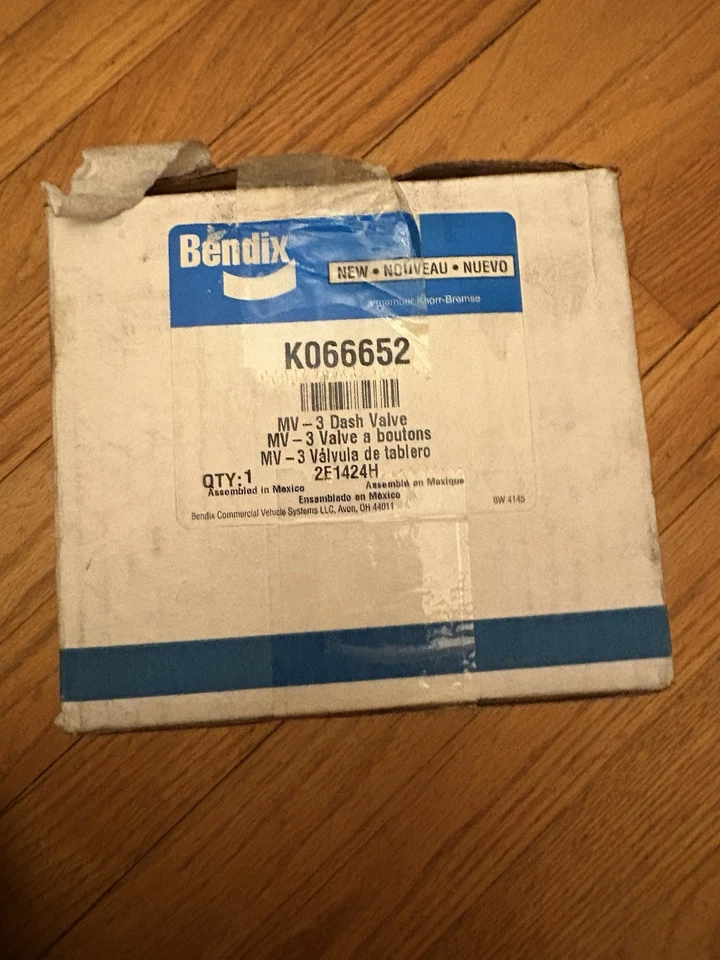 Bendix
NEW • NOUVEAU • NUEVO
member Knorr-Bremse
K066652
MV – 3 Dash Valve
MV – 3 Valve a boutons
MV – 3 Válvula de tablero
QTY:1 2E1424H
Assembled in Mexico Assemblé en Mexique
Ensamblado en México
Bendix Commercial Vehicle Systems LLC, Avon, OH 44011 BW 4145